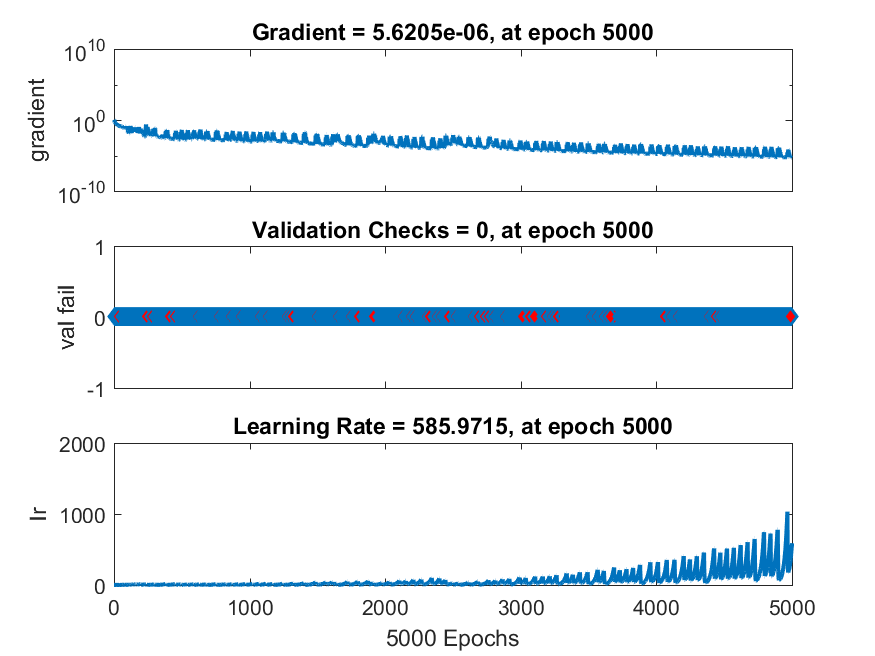 Gradient = 5.6205e-06, at epoch 5000
10^10
10^0
10^-10
gradient
Validation Checks = 0, at epoch 5000
1
0
-1
val fail
Learning Rate = 585.9715, at epoch 5000
2000
1000
0
lr
0 1000 2000 3000 4000 5000
5000 Epochs